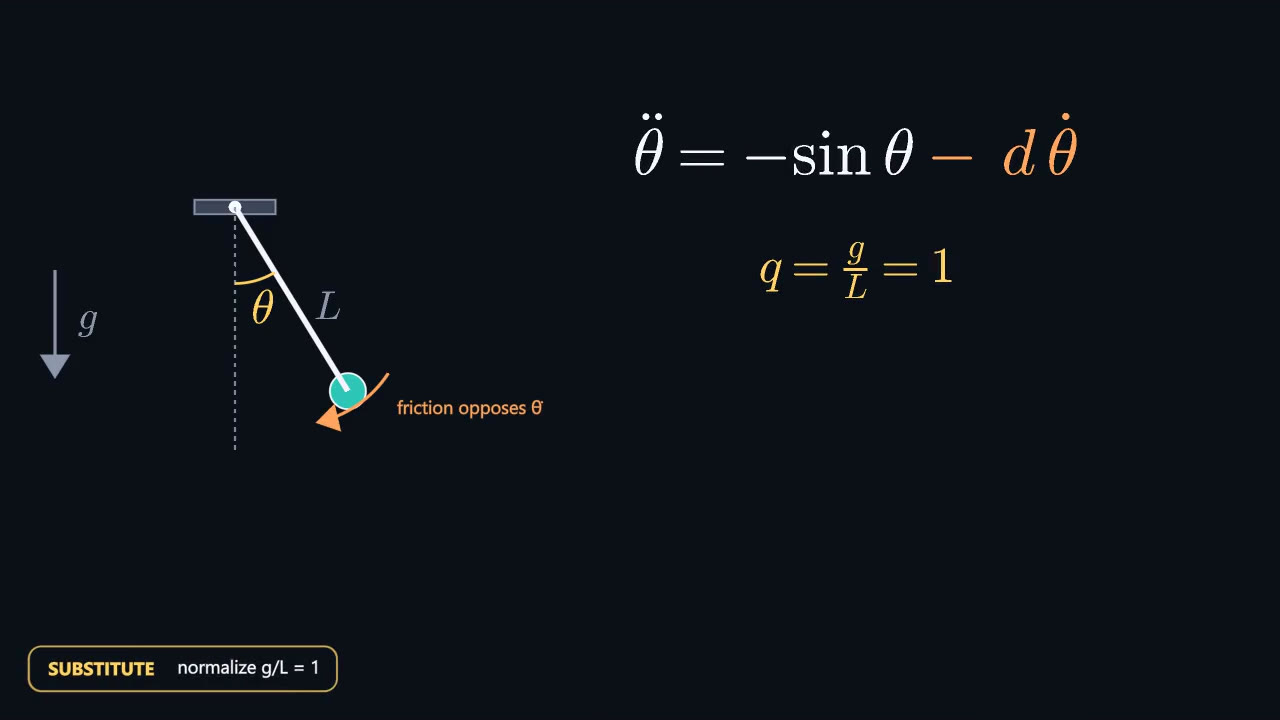 θ̈ = −sin θ − d θ̇
q = g/L = 1
g
θ
L
friction opposes θ̇
SUBSTITUTE normalize g/L = 1